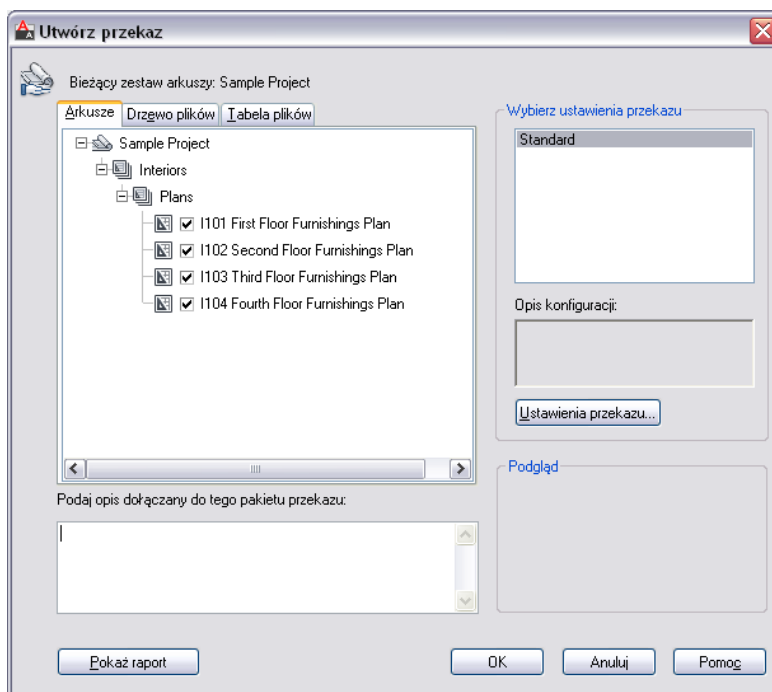 Utwórz przekaz
Bieżący zestaw arkuszy: Sample Project
Arkusze
Drzewo plików
Tabela plików
Sample Project
Interiors
Plans
I101 First Floor Furnishings Plan
I102 Second Floor Furnishings Plan
I103 Third Floor Furnishings Plan
I104 Fourth Floor Furnishings Plan
Podaj opis dołączany do tego pakietu przekazu:
Wybierz ustawienia przekazu
Standard
Opis konfiguracji:
Ustawienia przekazu...
Podgląd
Pokaż raport
OK
Anuluj
Pomoc